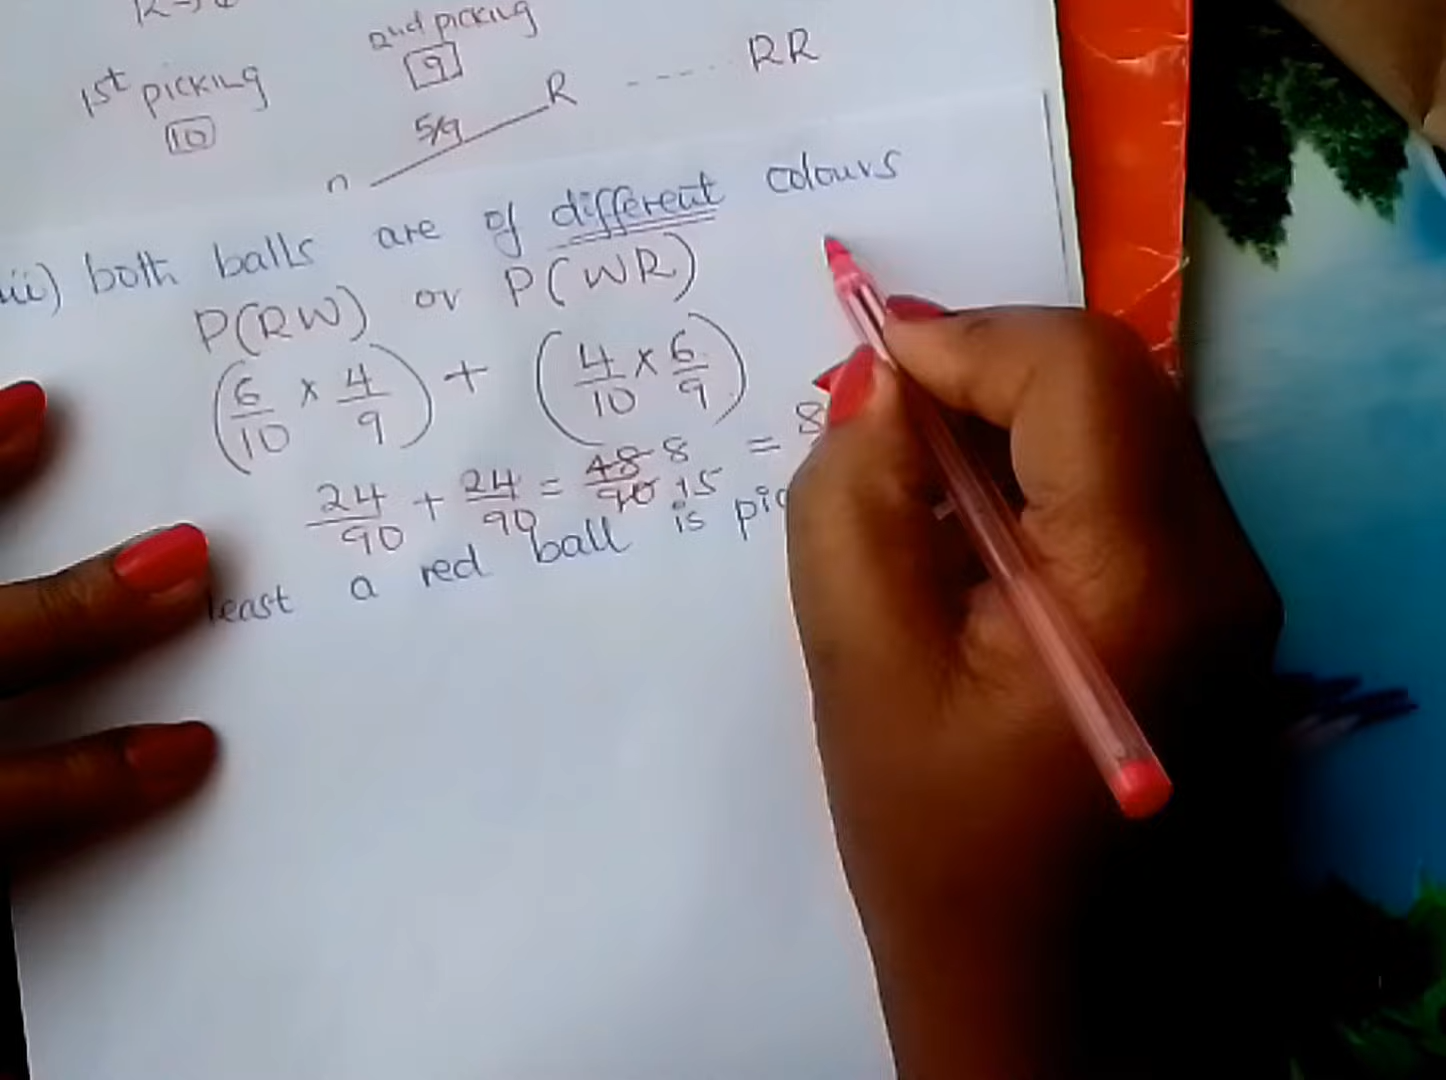 2nd picking
1st picking
9
10
5/9 R ---- RR
iii) both balls are of different colours
P(RW) or P(WR)
(6/10 × 4/9) + (4/10 × 6/9)
24/90 + 24/90 = 48/90 8/15 = 8
least a red ball is